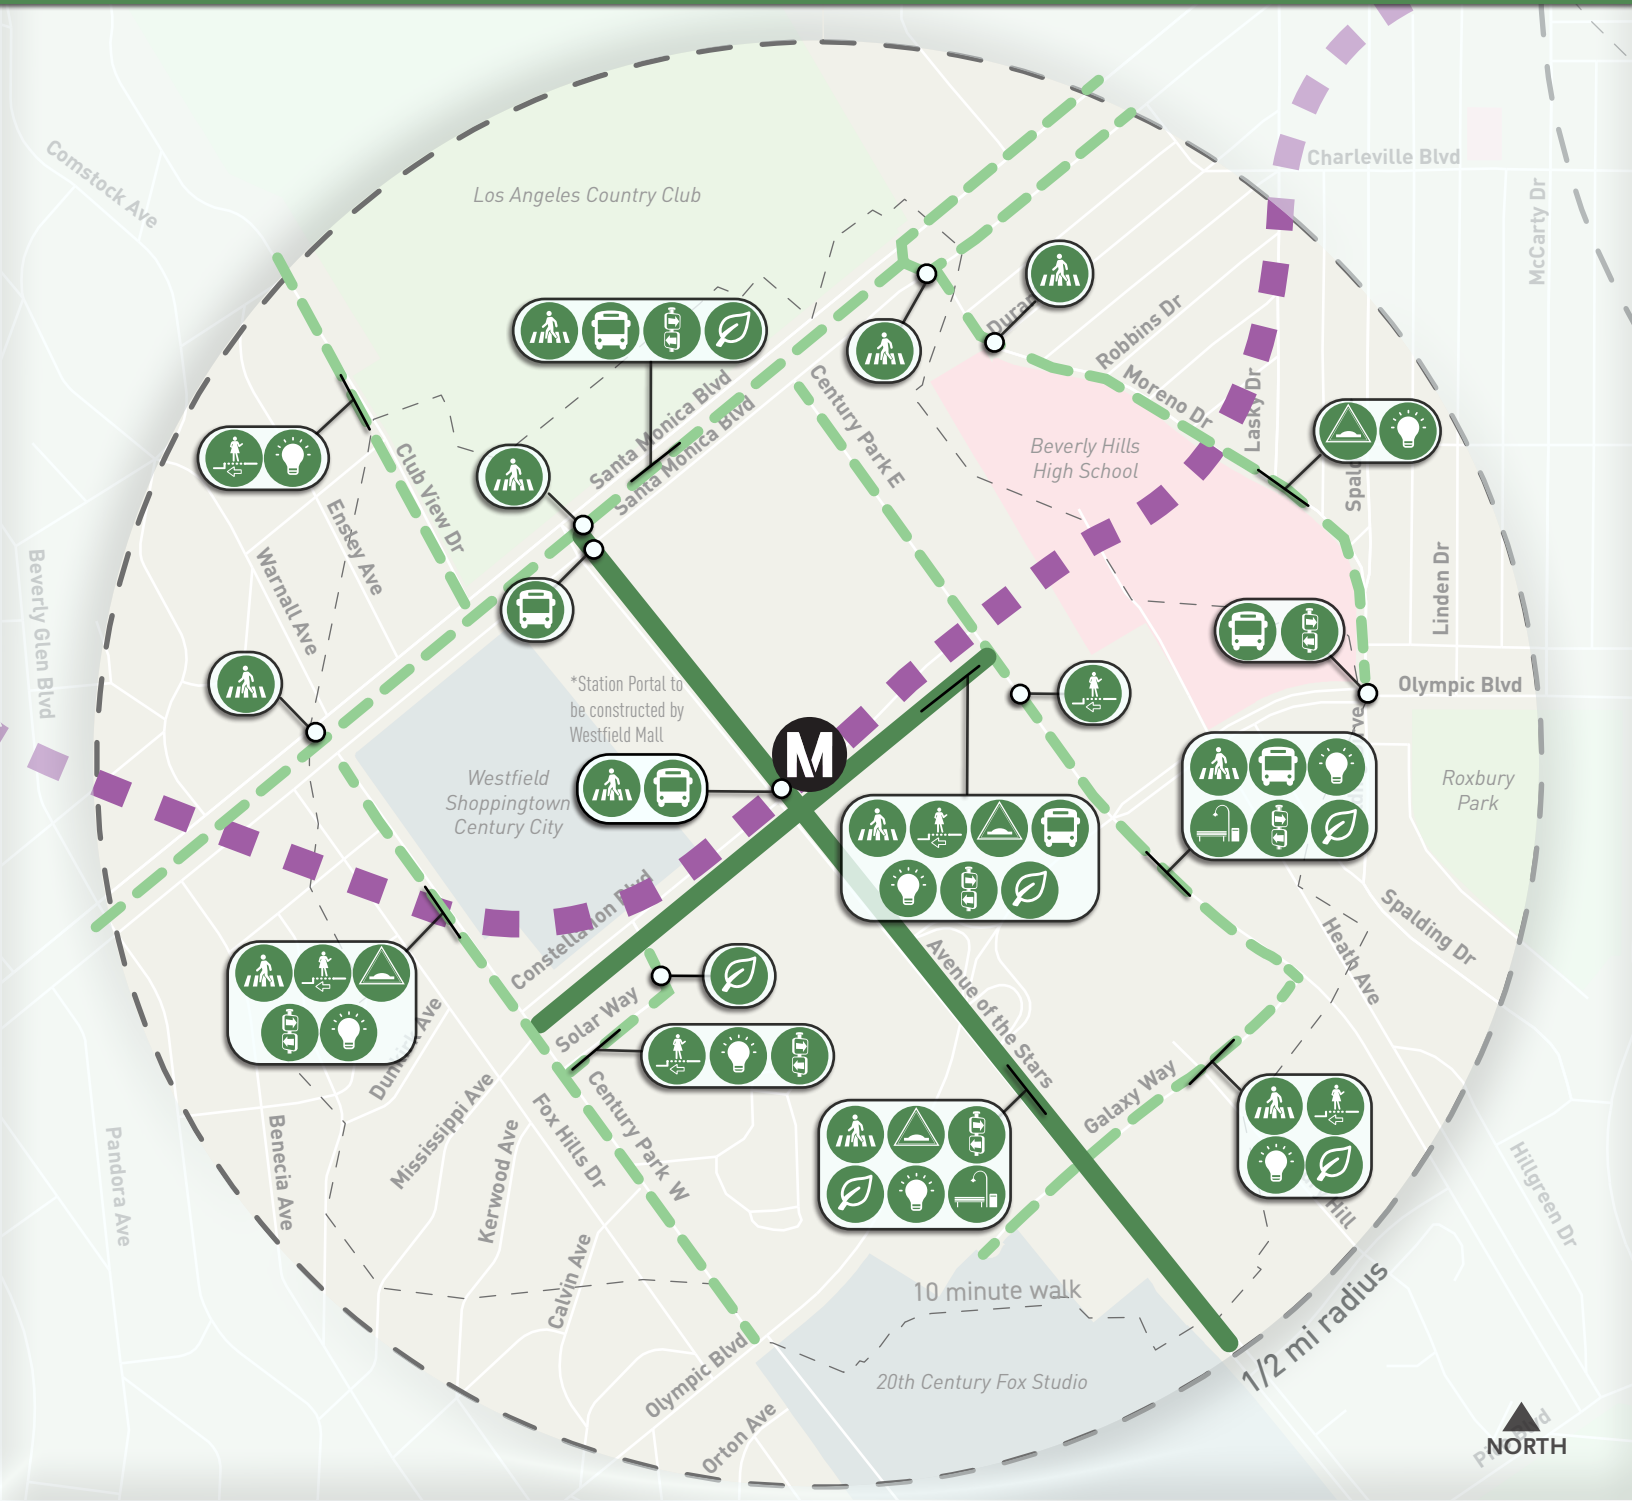 Comstock Ave
Los Angeles Country Club
Charleville Blvd
McCarty Dr
Robbins Dr
Moreno Dr
Lasky Dr
Century Park E
Santa Monica Blvd
Santa Monica Blvd
Beverly Hills
High School
Club View Dr
Ensley Ave
Warnall Ave
Beverly Glen Blvd
Linden Dr
Olympic Blvd
*Station Portal to
be constructed by
Westfield Mall
M
Westfield
Shoppingtown
Century City
Roxbury
Park
Constellation Blvd
Spalding Dr
Heath Ave
Avenue of the Stars
Solar Way
Dunkirk Ave
Century Park W
Fox Hills Dr
Mississippi Ave
Kerwood Ave
Benecia Ave
Pandora Ave
Galaxy Way
Hill
Hillgreen Dr
Calvin Ave
10 minute walk
1/2 mi radius
Olympic Blvd
20th Century Fox Studio
Orton Ave
NORTH